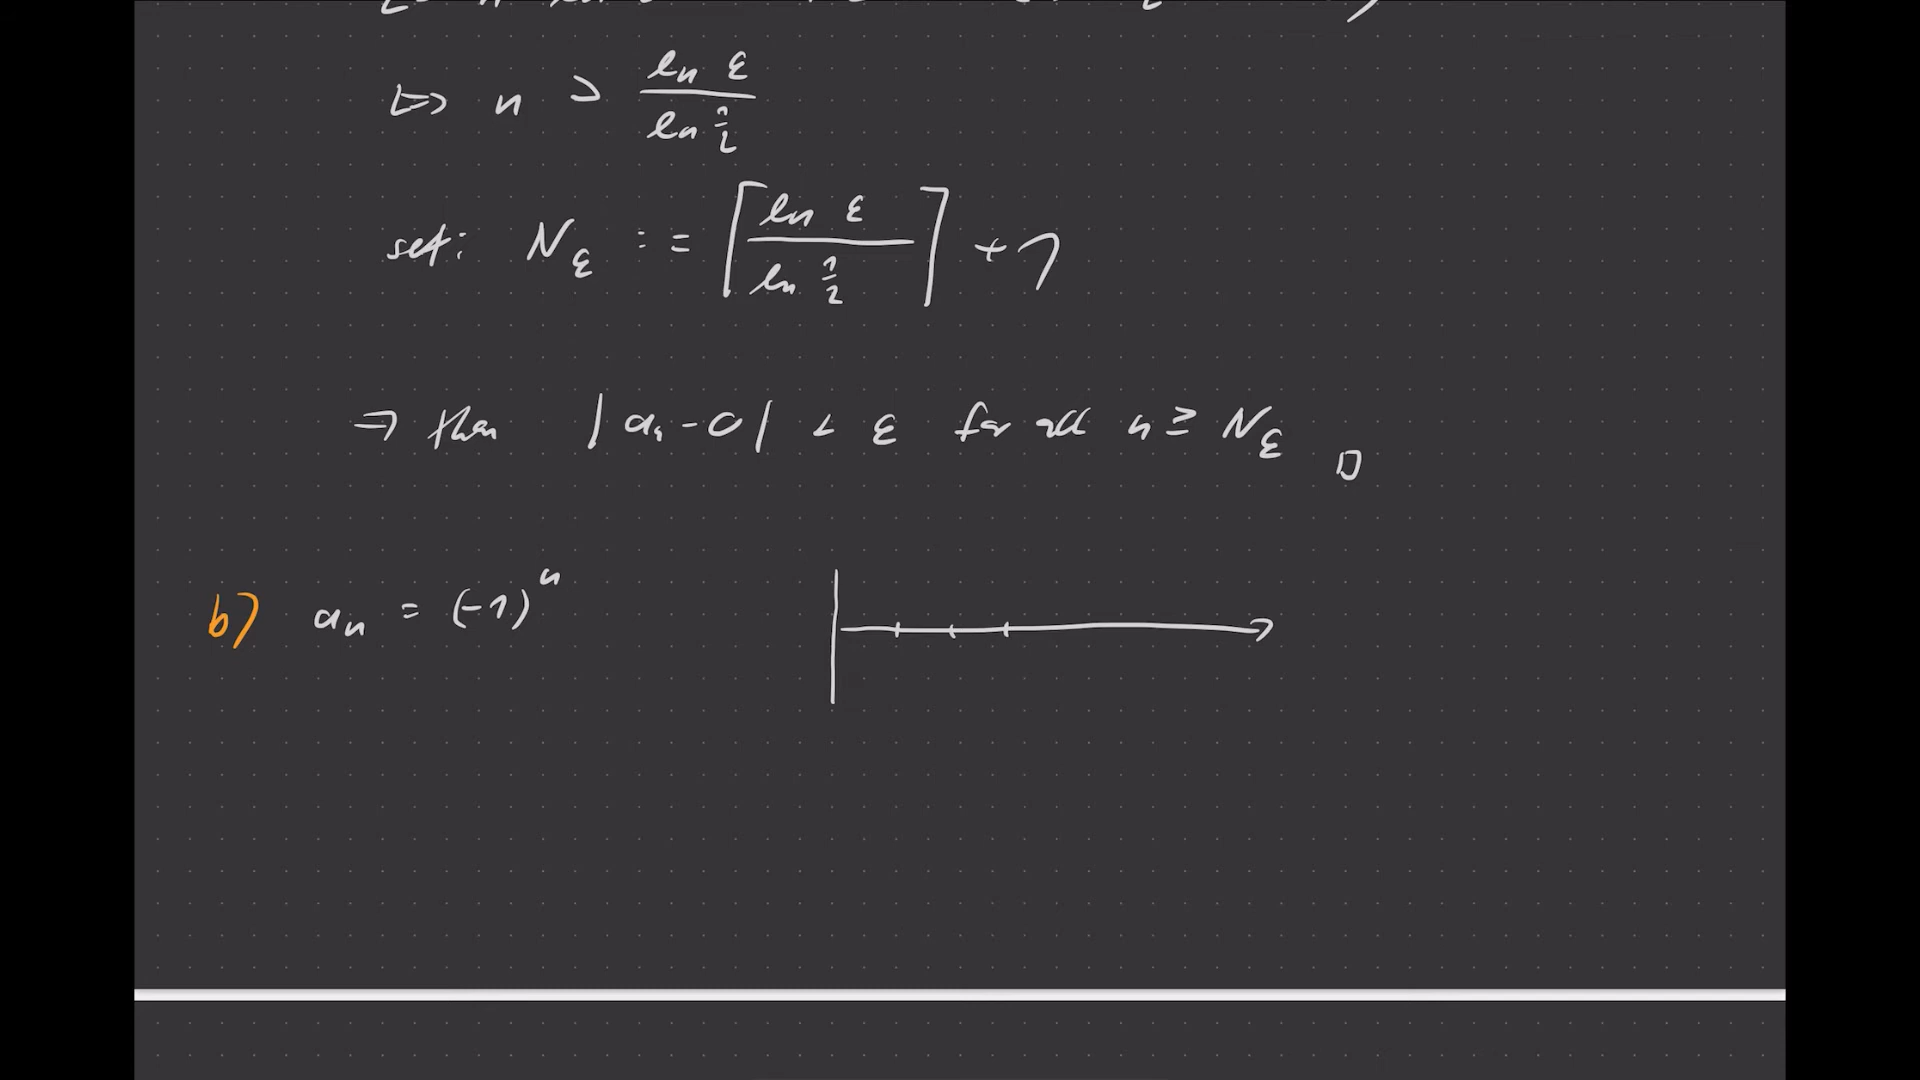 ⇔ n > ln ε / ln 1/2
set: N_ε := ⌈ln ε / ln 1/2⌉ + 1
⇒ then |a_n - 0| < ε for all n ≥ N_ε □
b) a_n = (-1)^n